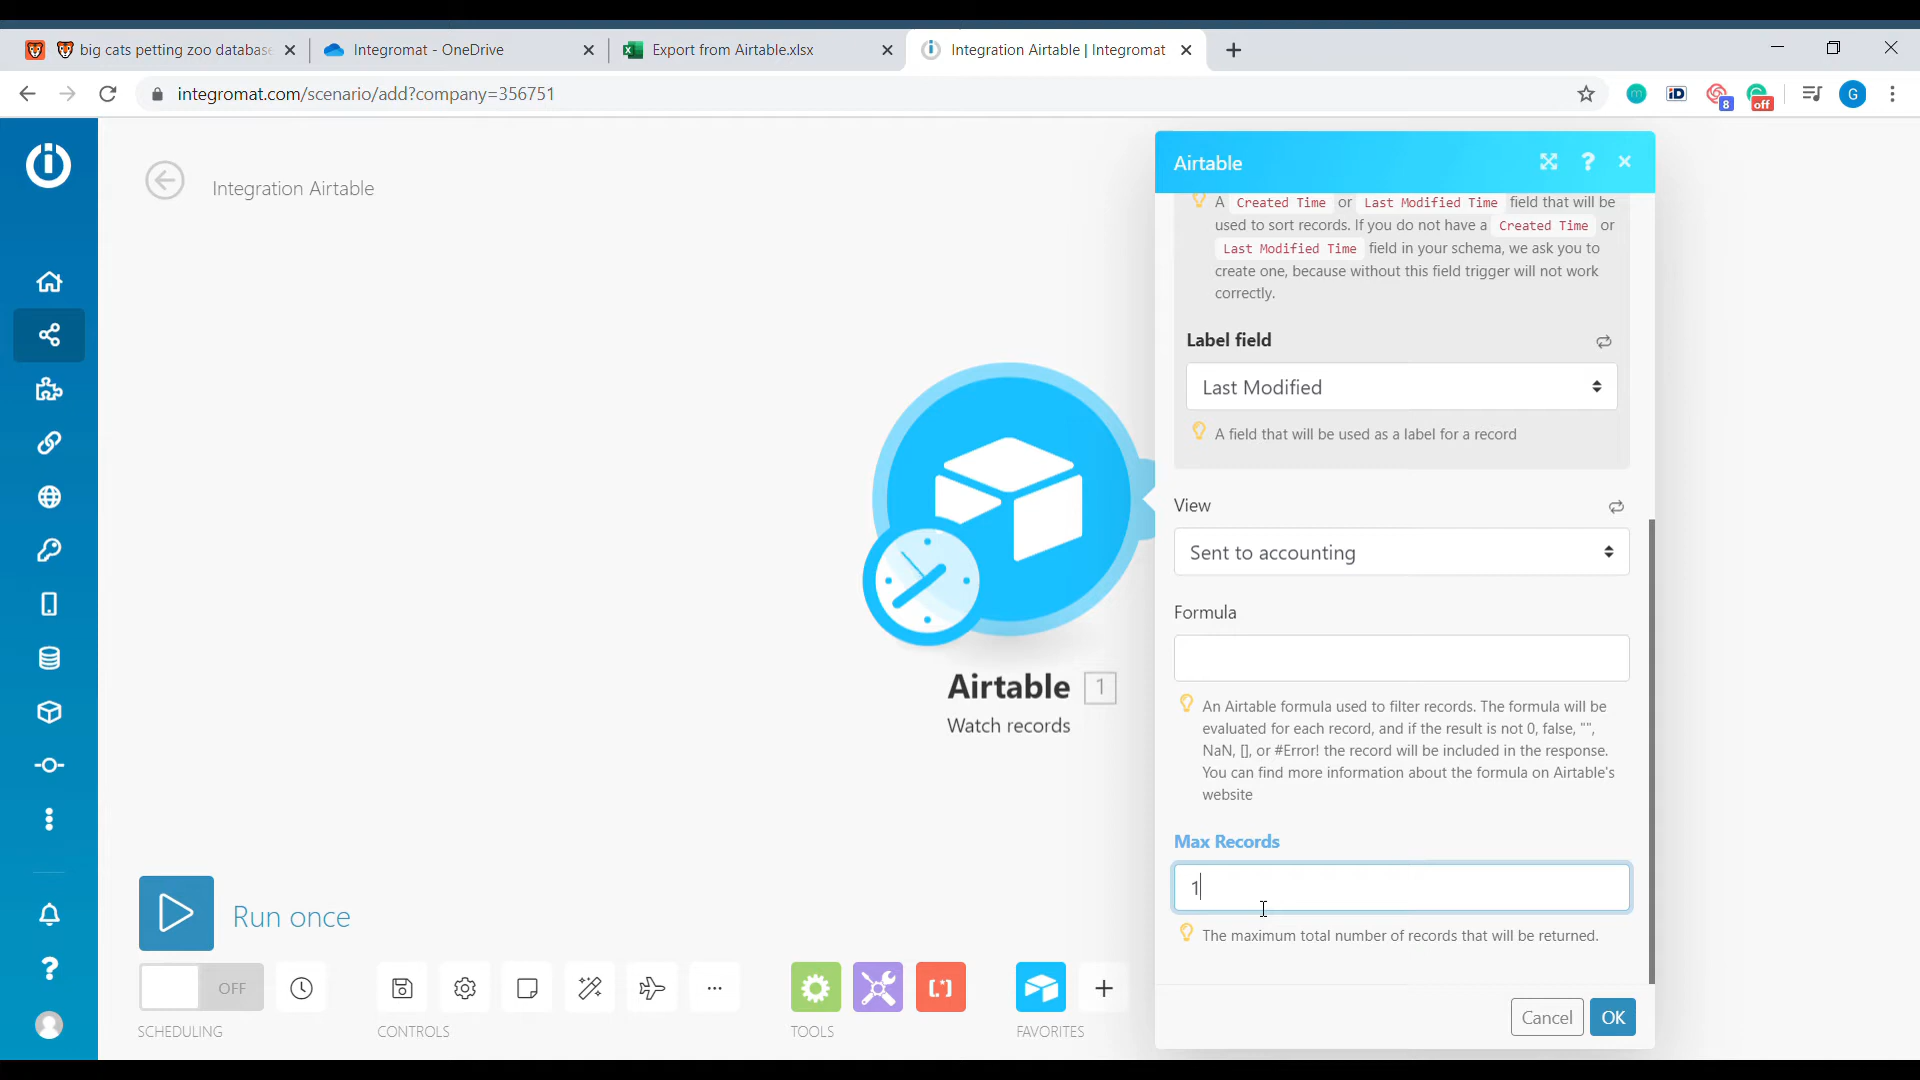 big cats petting zoo database
Integromat - OneDrive
Export from Airtable.xlsx
Integration Airtable | Integromat
integromat.com/scenario/add?company=356751
iD
8
off
G
Integration Airtable
Airtable
?
A Created Time or Last Modified Time field that will be
used to sort records. If you do not have a Created Time or
Last Modified Time field in your schema, we ask you to
create one, because without this field trigger will not work
correctly.
Label field
Last Modified
A field that will be used as a label for a record
View
Sent to accounting
Formula
An Airtable formula used to filter records. The formula will be
evaluated for each record, and if the result is not 0, false, "",
NaN, [], or #Error! the record will be included in the response.
You can find more information about the formula on Airtable's
website
Max Records
1
The maximum total number of records that will be returned.
Cancel
OK
Airtable 1
Watch records
Run once
OFF
SCHEDULING
CONTROLS
TOOLS
FAVORITES